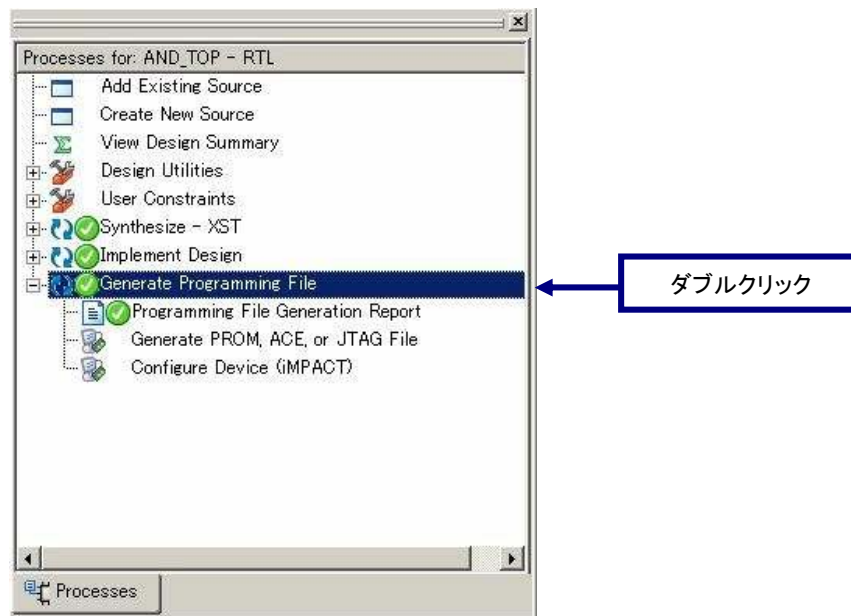 Processes for: AND_TOP - RTL
Add Existing Source
Create New Source
View Design Summary
Design Utilities
User Constraints
Synthesize - XST
Implement Design
Generate Programming File
ダブルクリック
Programming File Generation Report
Generate PROM, ACE, or JTAG File
Configure Device (iMPACT)
Processes